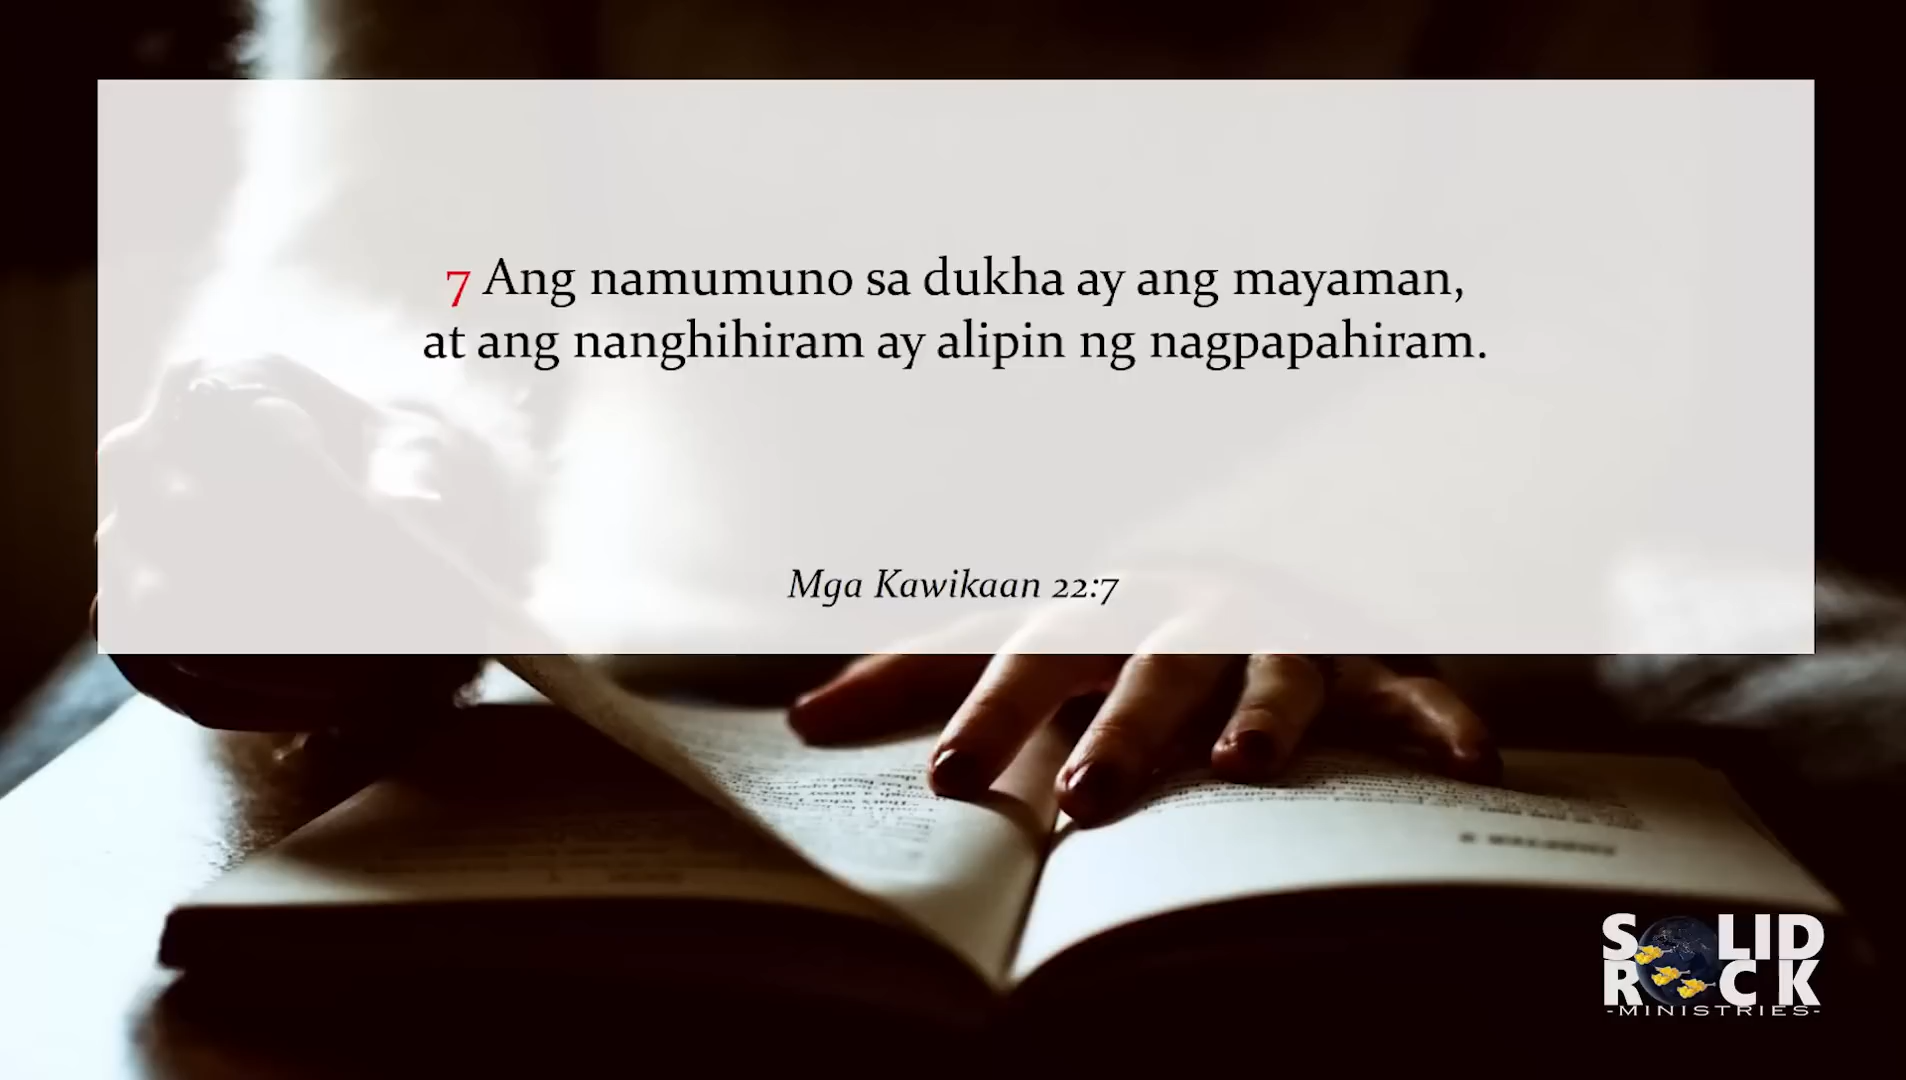 7 Ang namumuno sa dukha ay ang mayaman,
at ang nanghihiram ay alipin ng nagpapahiram.
Mga Kawikaan 22:7
SOLID
ROCK
-MINISTRIES-